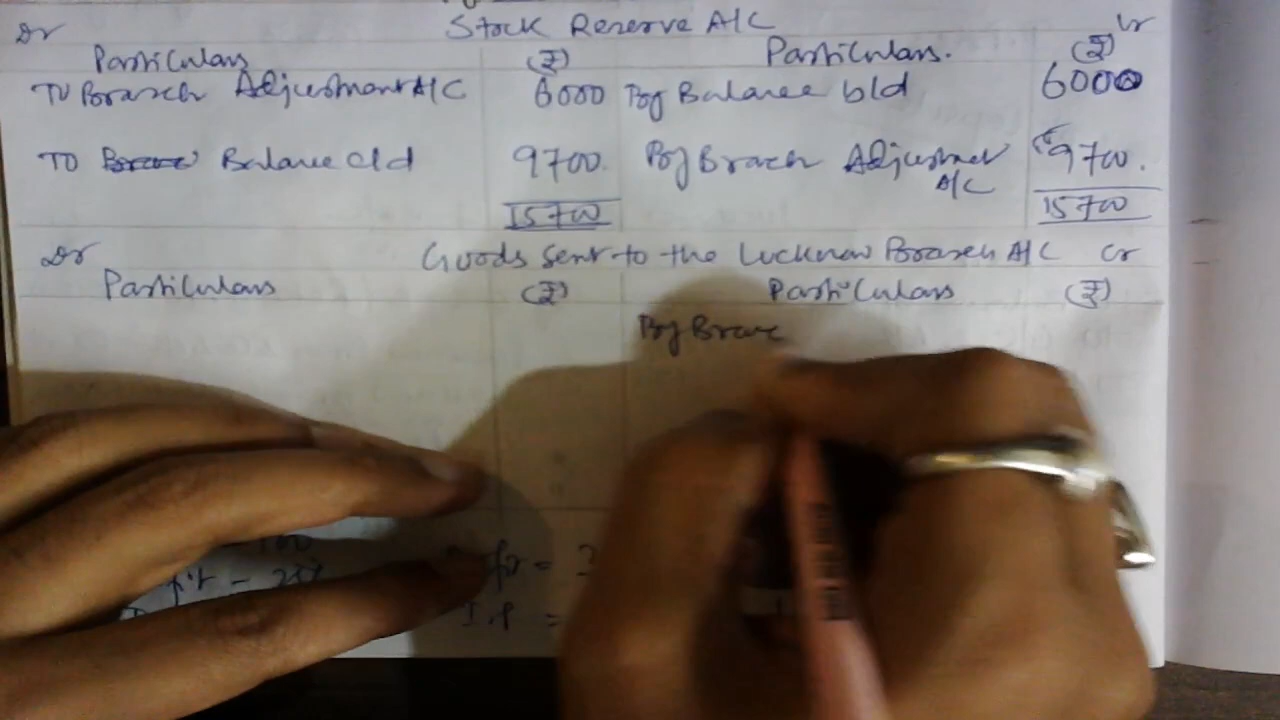 Stock Reserve A/C
Dr Cr
Particulars (₹) Particulars. (₹)
To Branch Adjustment A/C 6000 By Balance b/d 6000
TO Balance c/d 9700. By Branch Adjustment A/C 9700.
15700 15700
Dr Goods Sent to the Lucknow Branch A/C Cr
Particulars (₹) Particulars (₹)
By Branc
I.P =